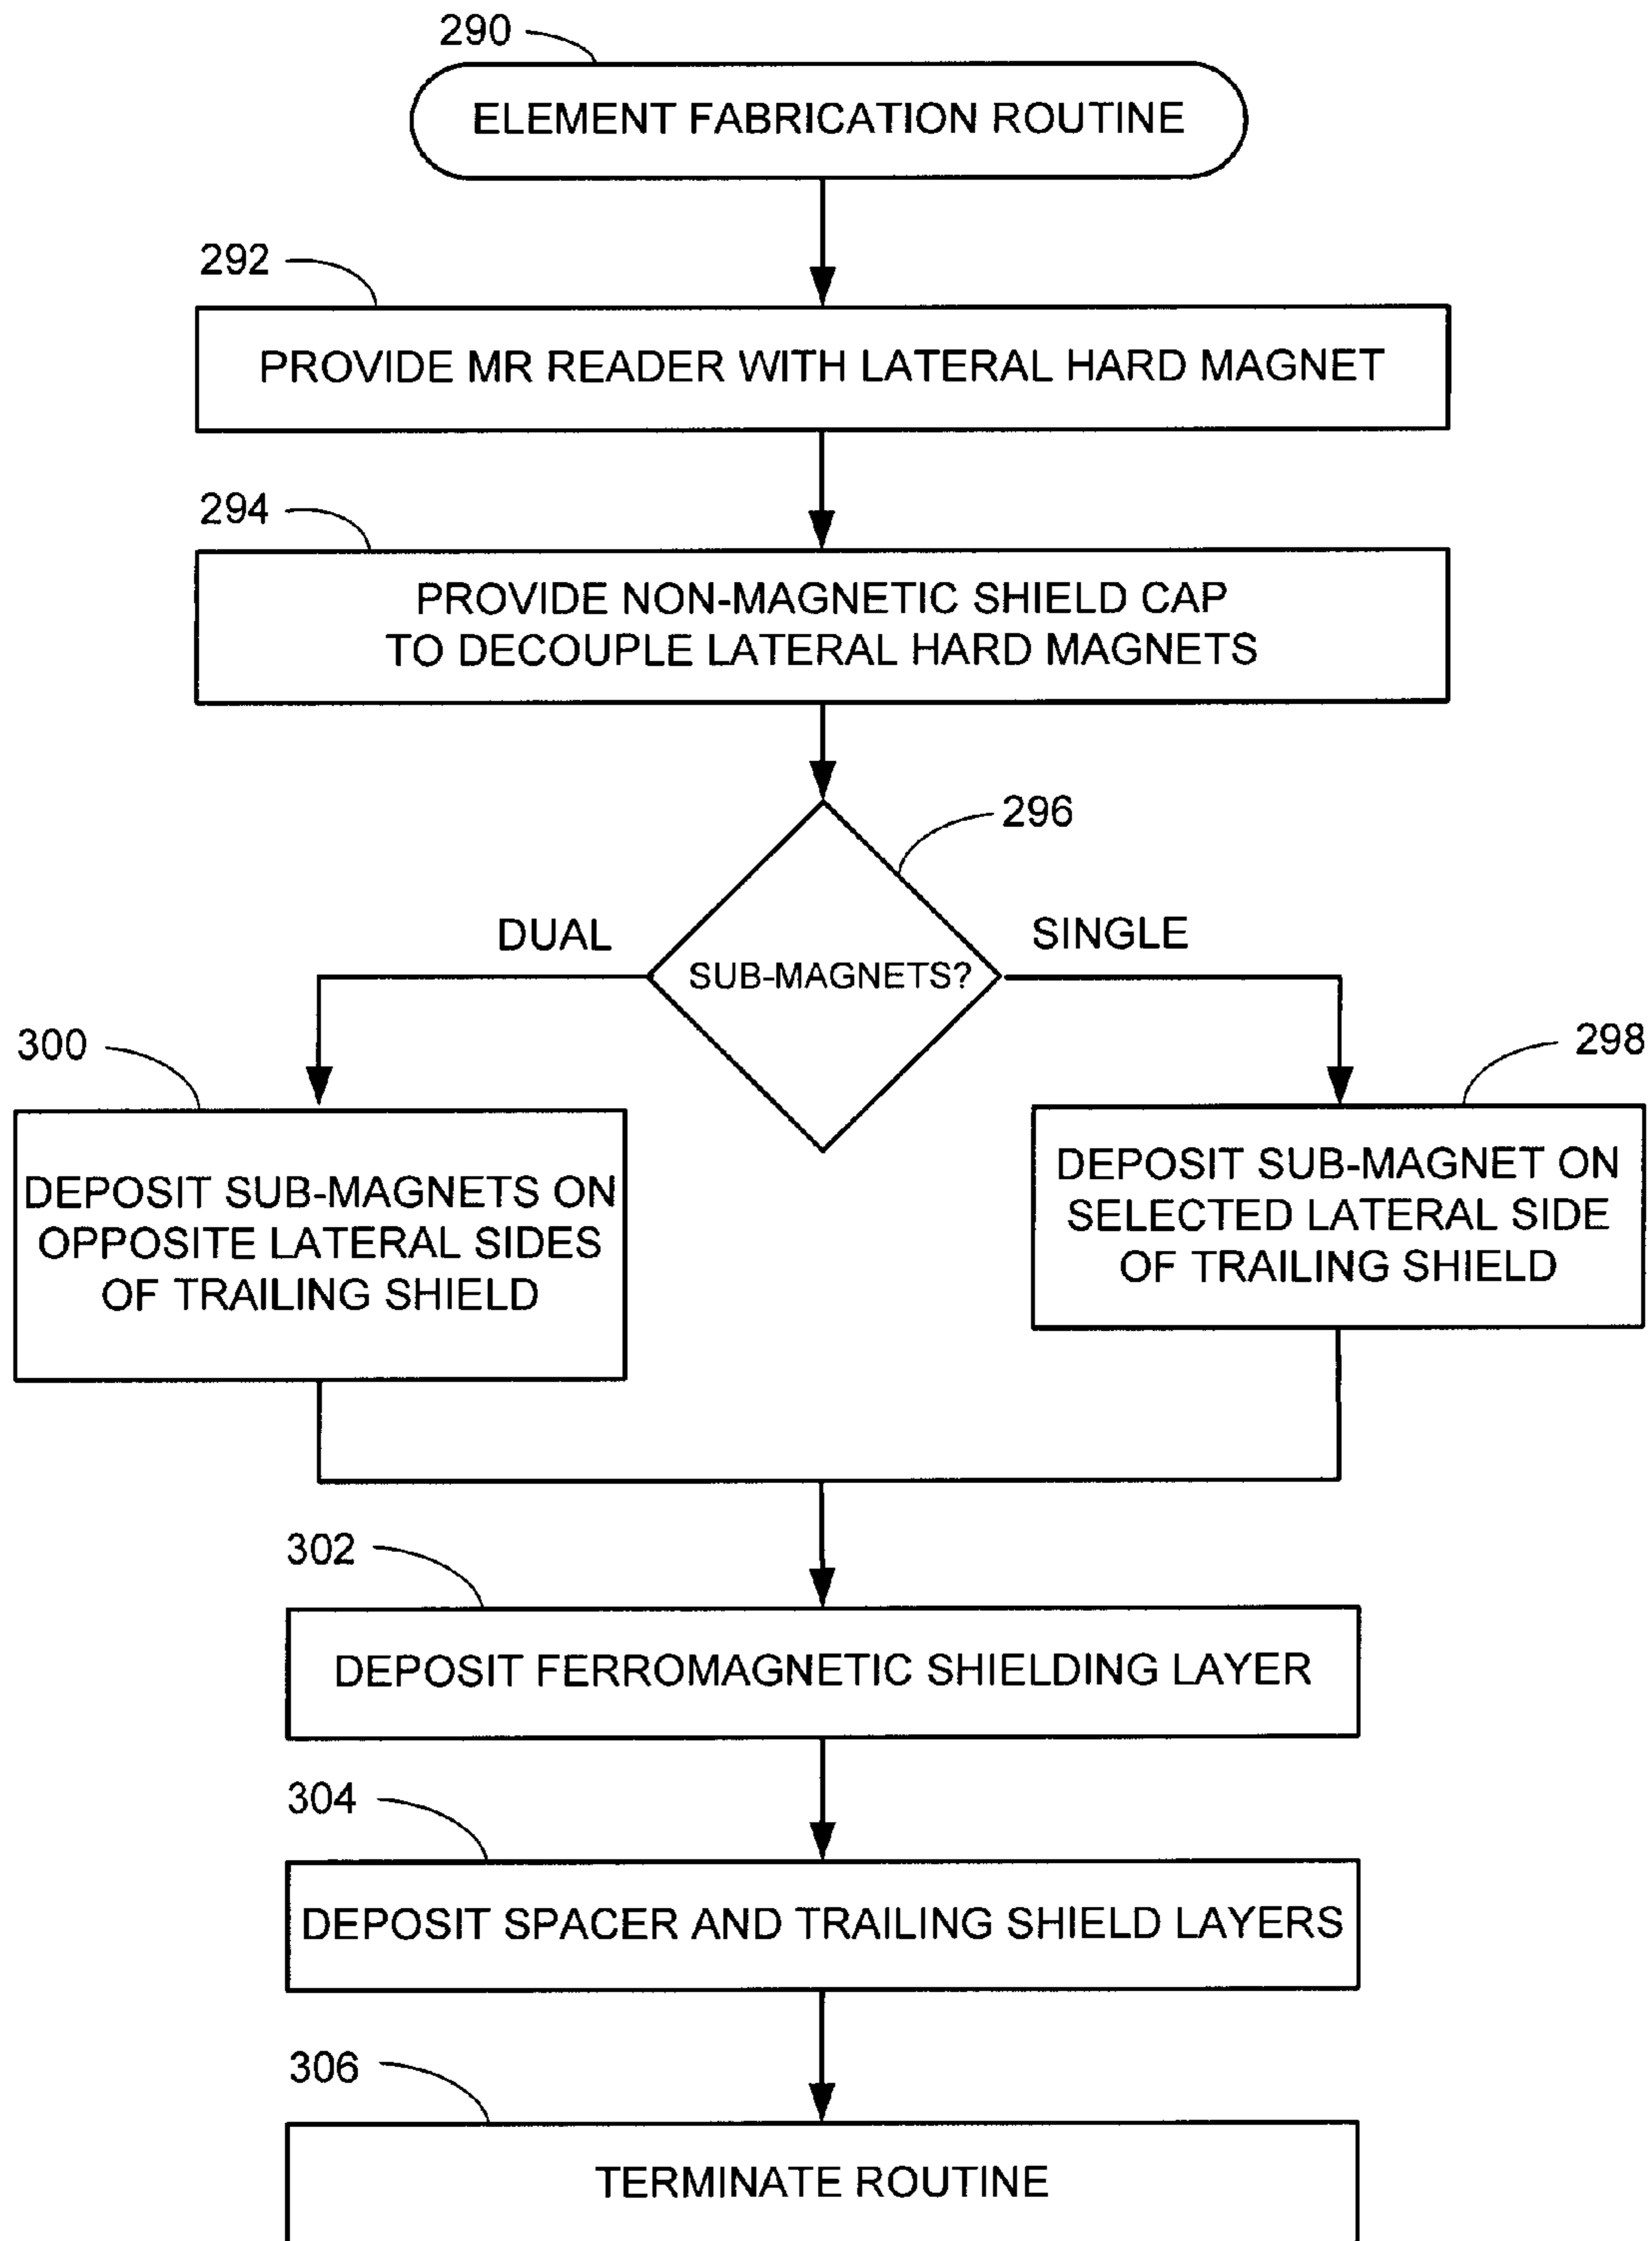 290
ELEMENT FABRICATION ROUTINE
292
PROVIDE MR READER WITH LATERAL HARD MAGNET
294
PROVIDE NON-MAGNETIC SHIELD CAP
TO DECOUPLE LATERAL HARD MAGNETS
296
DUAL
SINGLE
SUB-MAGNETS?
300
298
DEPOSIT SUB-MAGNETS ON
OPPOSITE LATERAL SIDES
OF TRAILING SHIELD
DEPOSIT SUB-MAGNET ON
SELECTED LATERAL SIDE
OF TRAILING SHIELD
302
DEPOSIT FERROMAGNETIC SHIELDING LAYER
304
DEPOSIT SPACER AND TRAILING SHIELD LAYERS
306
TERMINATE ROUTINE